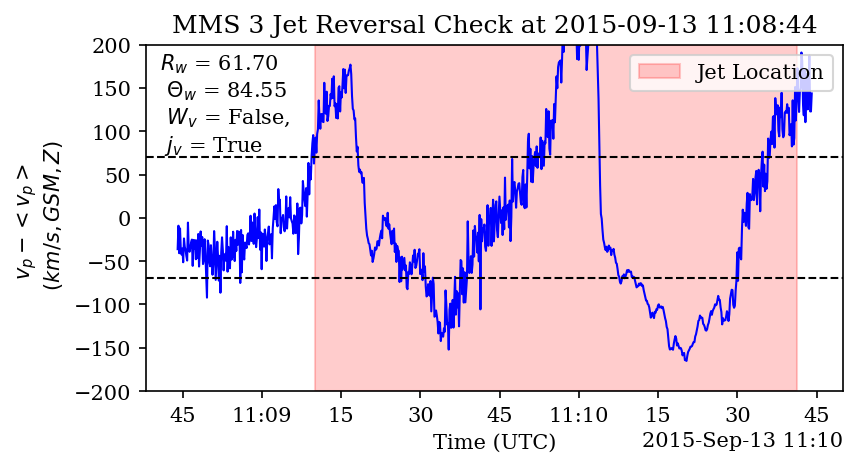 MMS 3 Jet Reversal Check at 2015-09-13 11:08:44
R_w = 61.70
Θ_w = 84.55
W_v = False,
j_v = True
Jet Location
200
150
100
50
0
−50
−100
−150
−200
v_p − < v_p >
(km/s, GSM, Z)
45 11:09 15 30 45 11:10 15 30 45
Time (UTC)
2015-Sep-13 11:10